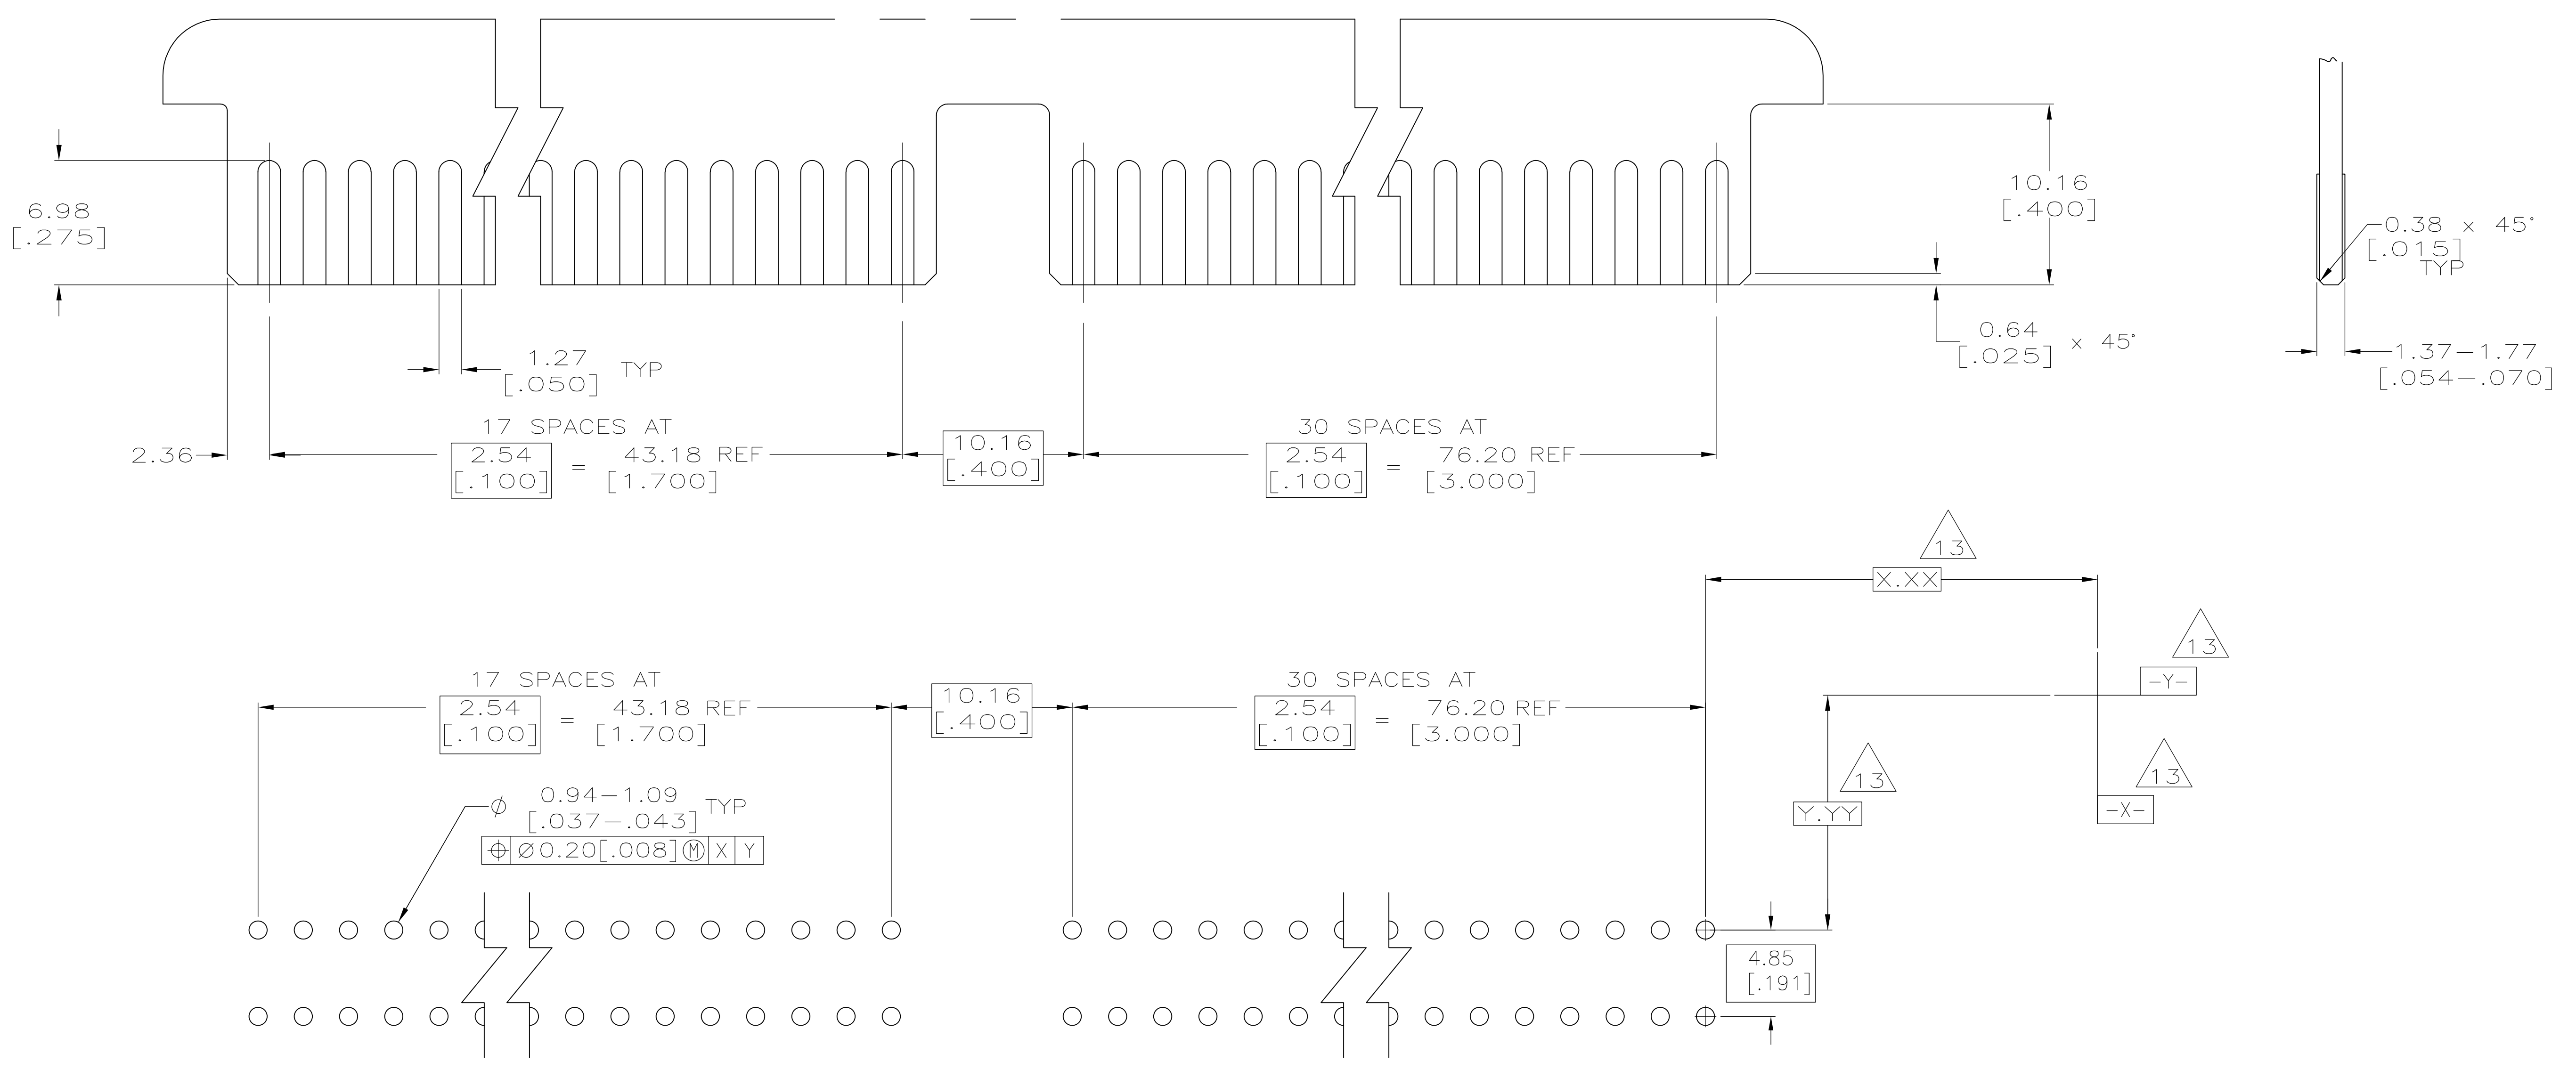 6.98
[.275]
10.16
[.400]
0.38 x 45°
[.015]
TYP
0.64
[.025] x 45°
1.37-1.77
[.054-.070]
1.27
[.050] TYP
17 SPACES AT
2.36
2.54
[.100]
= 43.18 REF
[1.700]
10.16
[.400]
30 SPACES AT
2.54
[.100]
= 76.20 REF
[3.000]
13
X.XX
13
-Y-
17 SPACES AT
2.54
[.100]
= 43.18 REF
[1.700]
10.16
[.400]
30 SPACES AT
2.54
[.100]
= 76.20 REF
[3.000]
13
Y.YY
13
-X-
⌀ 0.94-1.09 TYP
[.037-.043]
⌖ ⌀0.20[.008] Ⓜ X Y
4.85
[.191]